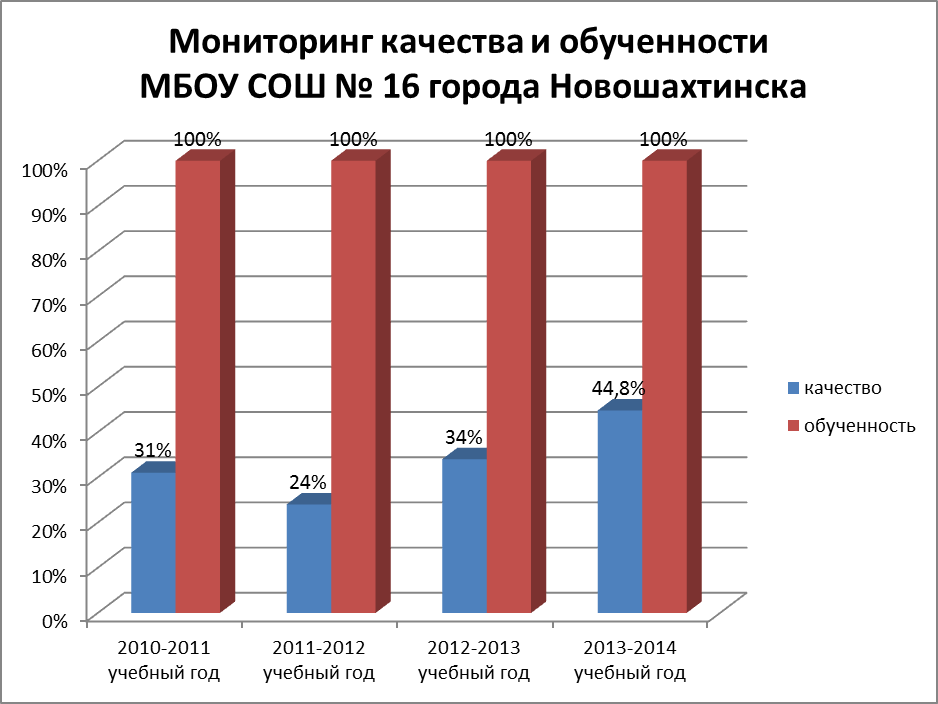 Мониторинг качества и обученности
МБОУ СОШ № 16 города Новошахтинска
100%
100%
100%
100%
100%
90%
80%
70%
60%
50%
40%
30%
20%
10%
0%
31%
24%
34%
44,8%
качество
обученность
2010-2011
учебный год
2011-2012
учебный год
2012-2013
учебный год
2013-2014
учебный год